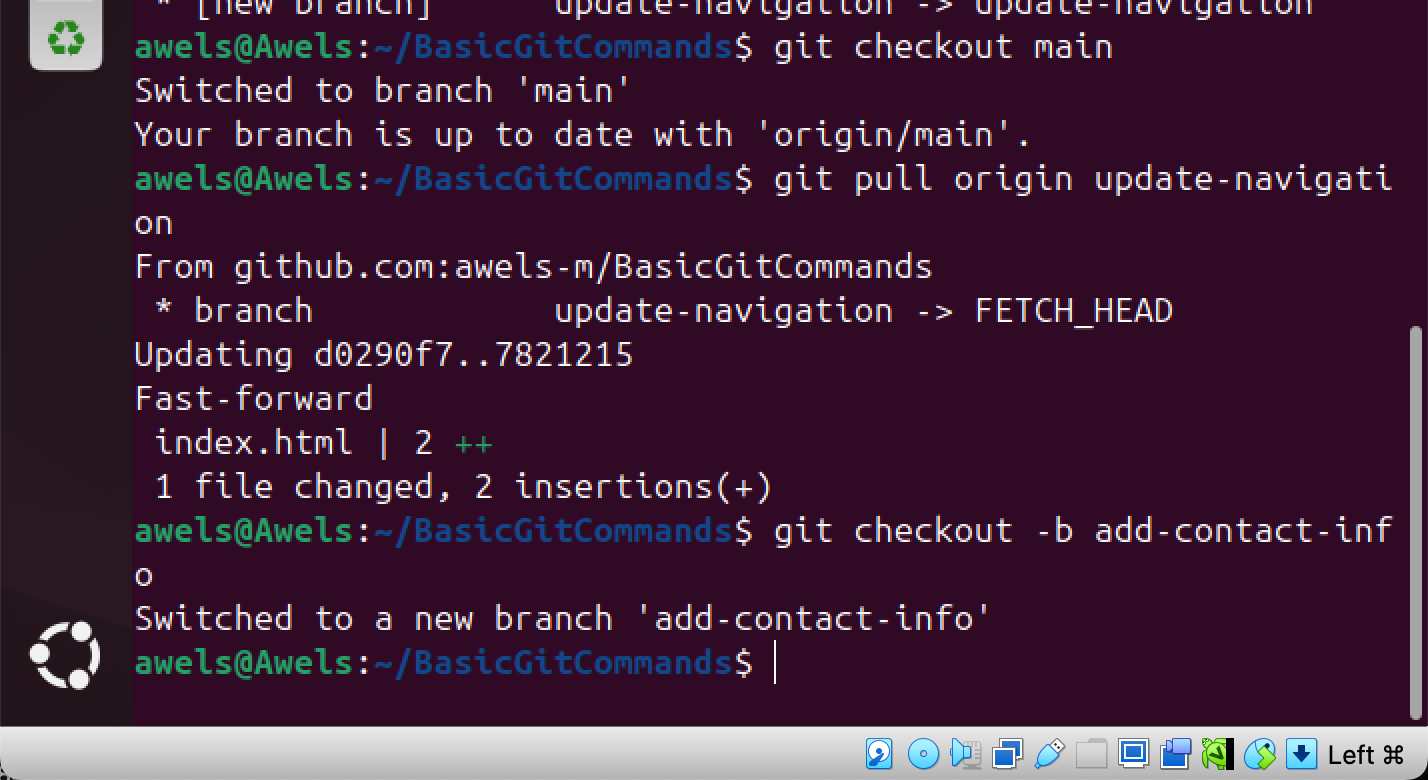 * [new branch]      update-navigation -> update-navigation
awels@Awels:~/BasicGitCommands$ git checkout main
Switched to branch 'main'
Your branch is up to date with 'origin/main'.
awels@Awels:~/BasicGitCommands$ git pull origin update-navigati
on
From github.com:awels-m/BasicGitCommands
 * branch            update-navigation -> FETCH_HEAD
Updating d0290f7..7821215
Fast-forward
 index.html | 2 ++
 1 file changed, 2 insertions(+)
awels@Awels:~/BasicGitCommands$ git checkout -b add-contact-inf
o
Switched to a new branch 'add-contact-info'
awels@Awels:~/BasicGitCommands$
Left ⌘